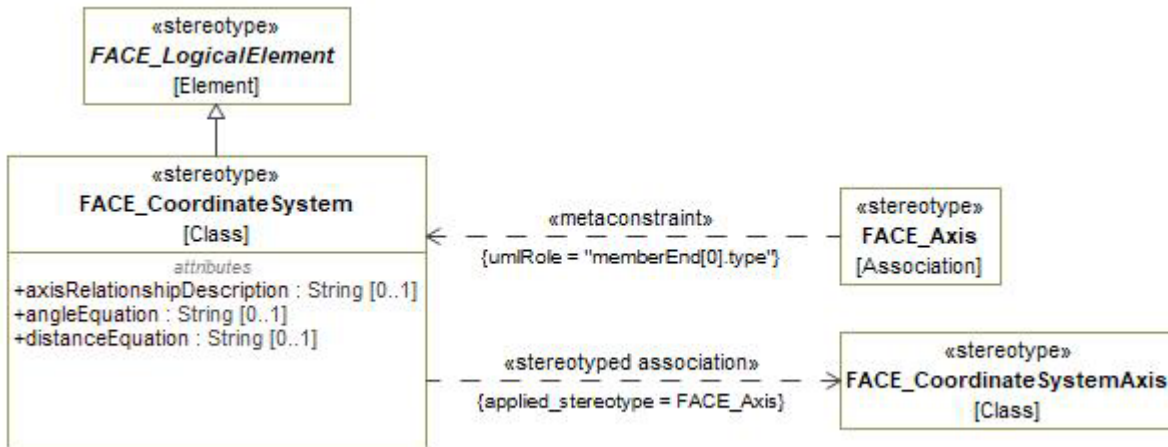 «stereotype»
FACE_LogicalElement
[Element]
«stereotype»
FACE_CoordinateSystem
[Class]
attributes
+axisRelationshipDescription : String [0..1]
+angleEquation : String [0..1]
+distanceEquation : String [0..1]
«metaconstraint»
{umlRole = "memberEnd[0].type"}
«stereotype»
FACE_Axis
[Association]
«stereotyped association»
{applied_stereotype = FACE_Axis}
«stereotype»
FACE_CoordinateSystemAxis
[Class]